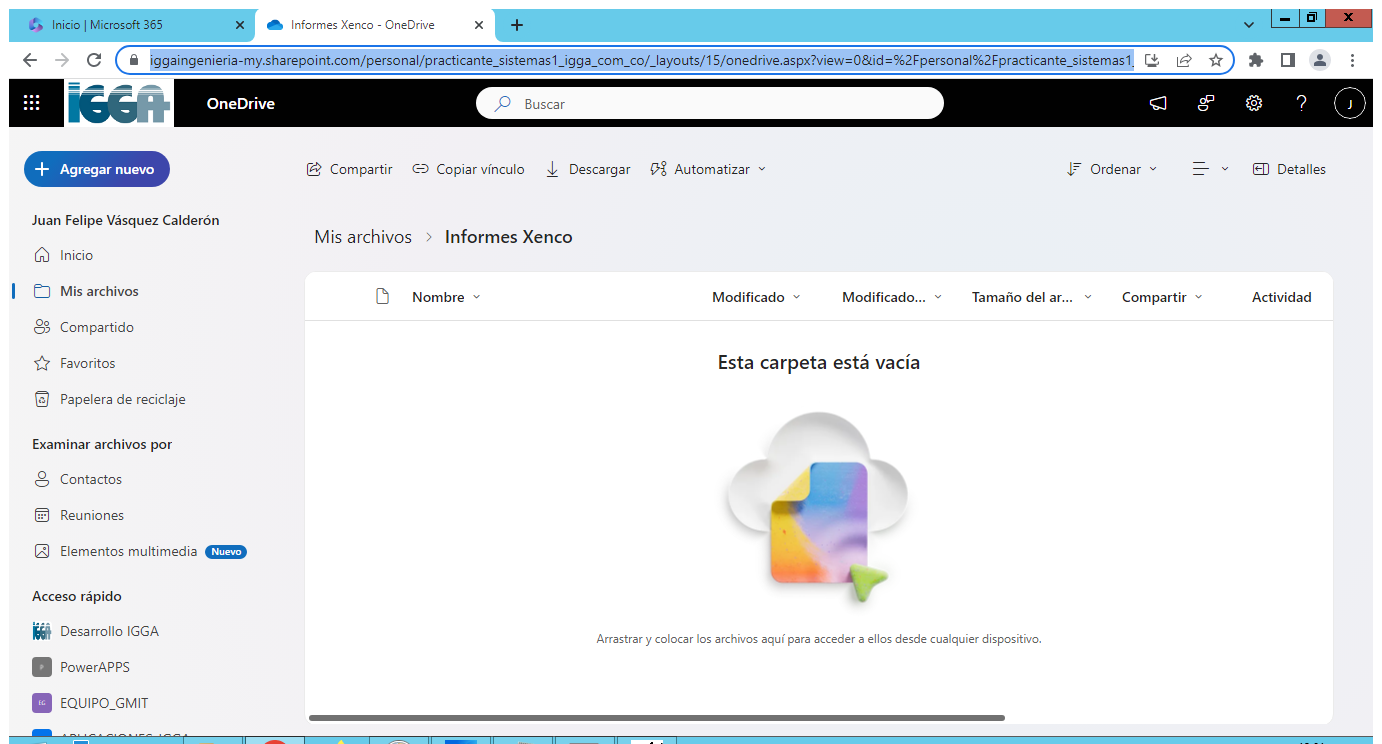 Inicio | Microsoft 365
Informes Xenco - OneDrive
iggaingenieria-my.sharepoint.com/personal/practicante_sistemas1_igga_com_co/_layouts/15/onedrive.aspx?view=0&id=%2Fpersonal%2Fpracticante_sistemas1_
IGGA
OneDrive
Buscar
J
Agregar nuevo
Compartir
Copiar vínculo
Descargar
Automatizar
Ordenar
Detalles
Juan Felipe Vásquez Calderón
Inicio
Mis archivos
Compartido
Favoritos
Papelera de reciclaje
Examinar archivos por
Contactos
Reuniones
Elementos multimedia Nuevo
Acceso rápido
Desarrollo IGGA
PowerAPPS
IG EQUIPO_GMIT
Mis archivos > Informes Xenco
Nombre
Modificado
Modificado...
Tamaño del ar...
Compartir
Actividad
Esta carpeta está vacía
Arrastrar y colocar los archivos aquí para acceder a ellos desde cualquier dispositivo.